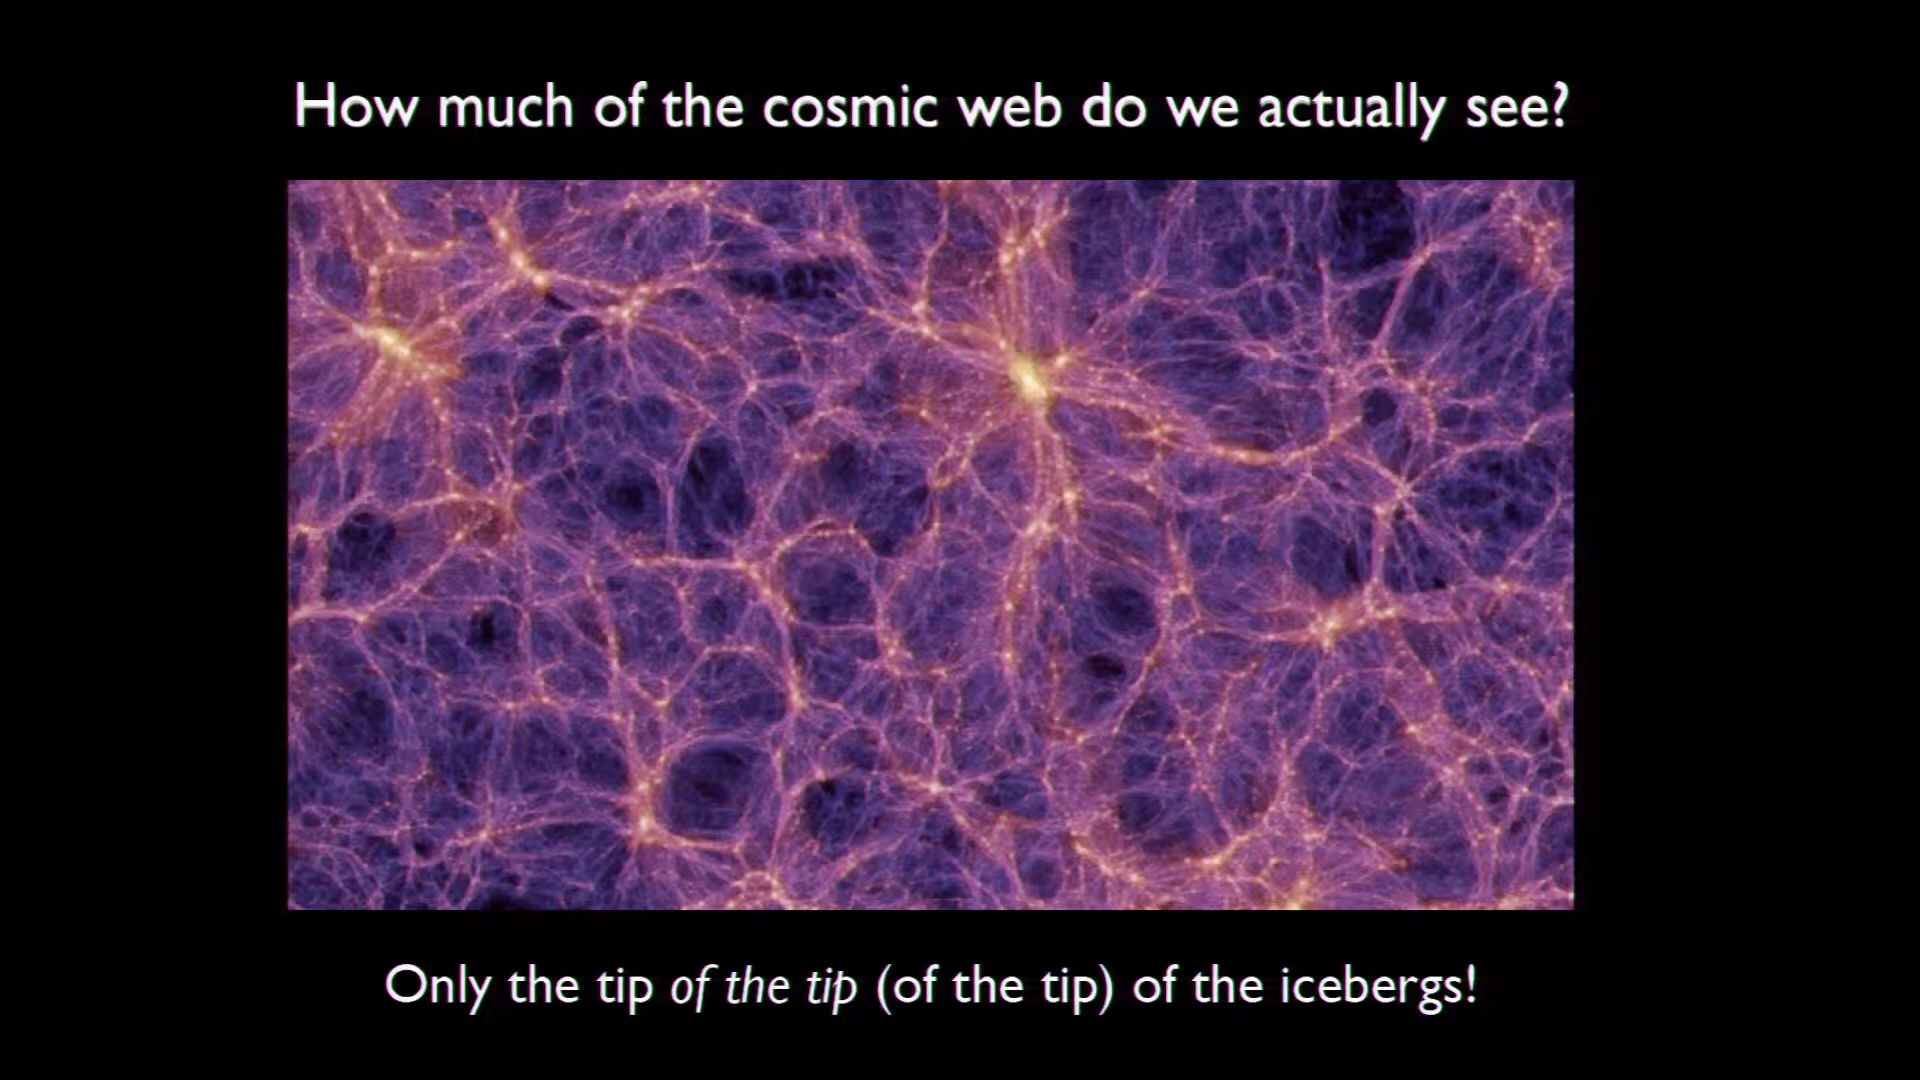 How much of the cosmic web do we actually see?
Only the tip of the tip (of the tip) of the icebergs!